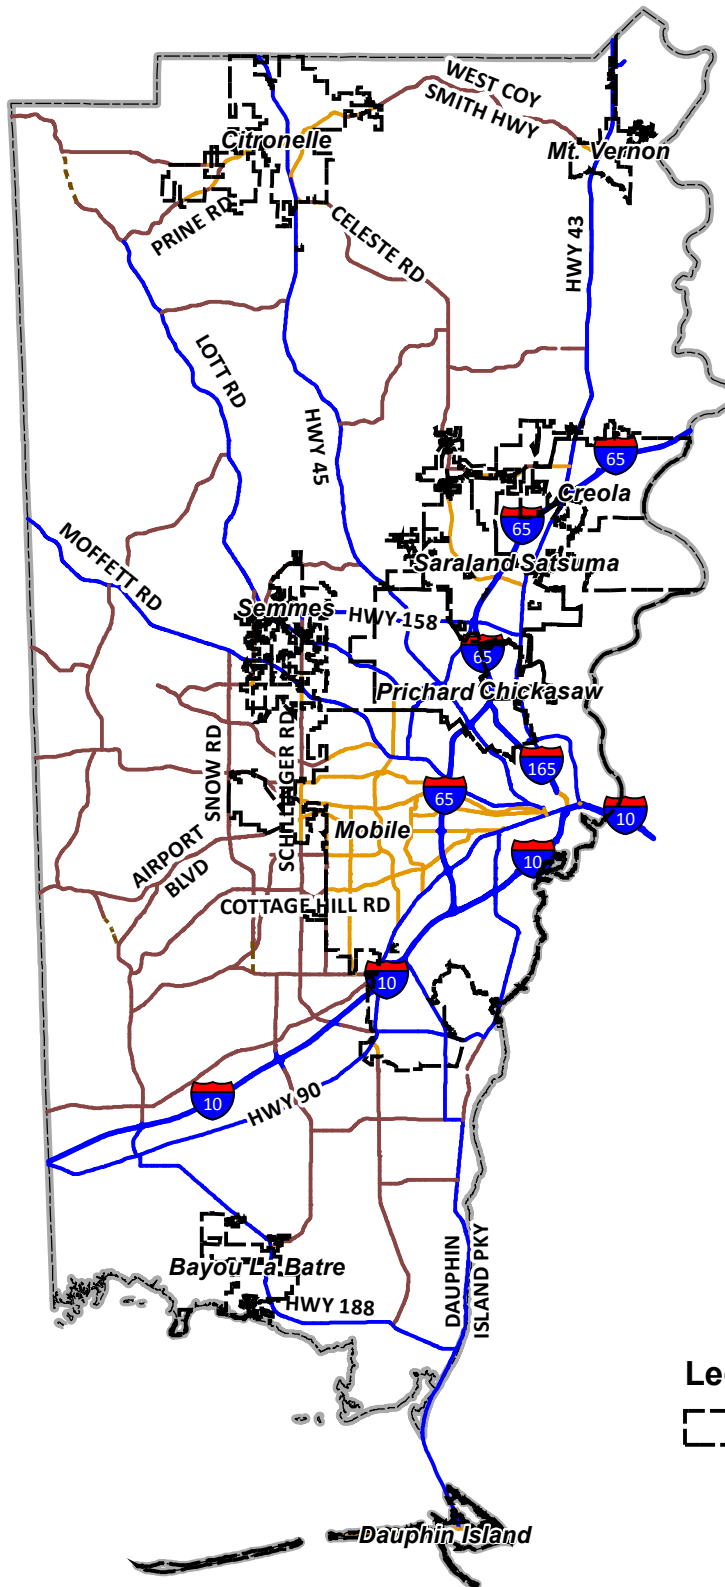 WEST COY
SMITH HWY
Citronelle
Mt. Vernon
PRINE RD
CELESTE RD
HWY 43
LOTT RD
HWY 45
65
Creola
65
MOFFETT RD
Saraland Satsuma
Semmes
HWY 158
65
Prichard Chickasaw
SNOW RD
SCHILLINGER RD
165
65
10
Mobile
AIRPORT
BLVD
10
COTTAGE HILL RD
10
10
HWY 90
DAUPHIN
ISLAND PKY
Bayou La Batre
HWY 188
Le
Dauphin Island